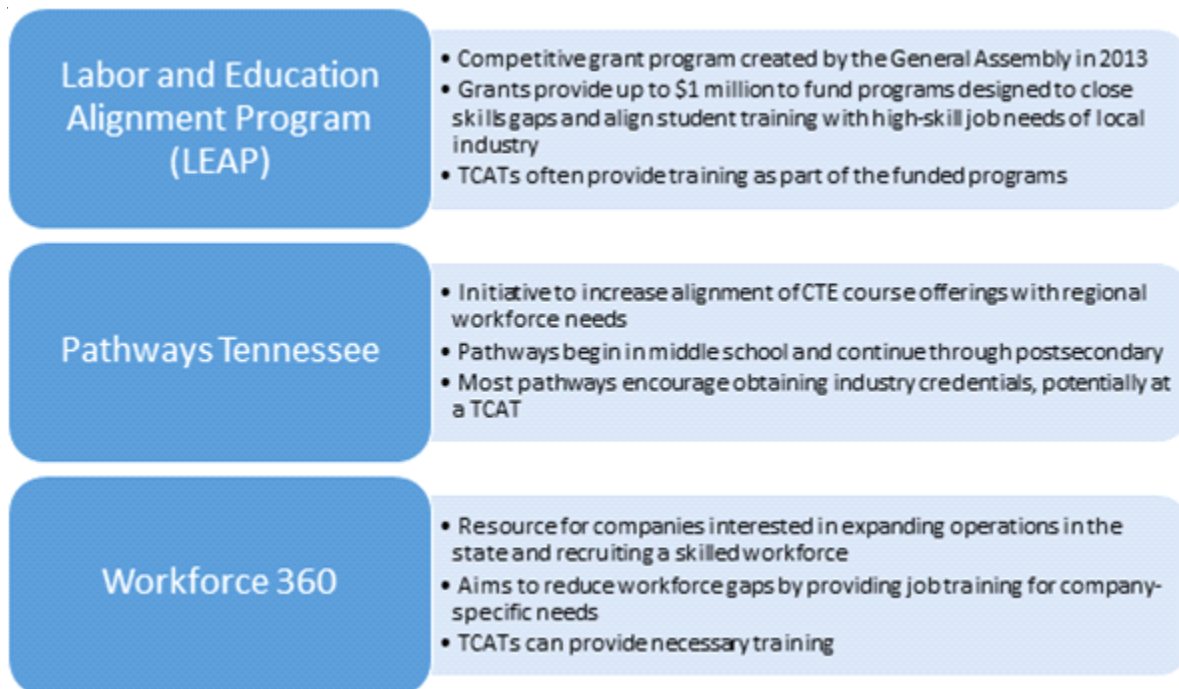 Labor and Education
Alignment Program
(LEAP)
• Competitive grant program created by the General Assembly in 2013
• Grants provide up to $1 million to fund programs designed to close
skills gaps and align student training with high-skill job needs of local
industry
• TCATs often provide training as part of the funded programs
Pathways Tennessee
• Initiative to increase alignment of CTE course offerings with regional
workforce needs
• Pathways begin in middle school and continue through postsecondary
• Most pathways encourage obtaining industry credentials, potentially at
a TCAT
Workforce 360
• Resource for companies interested in expanding operations in the
state and recruiting a skilled workforce
• Aims to reduce workforce gaps by providing job training for company-
specific needs
• TCATs can provide necessary training